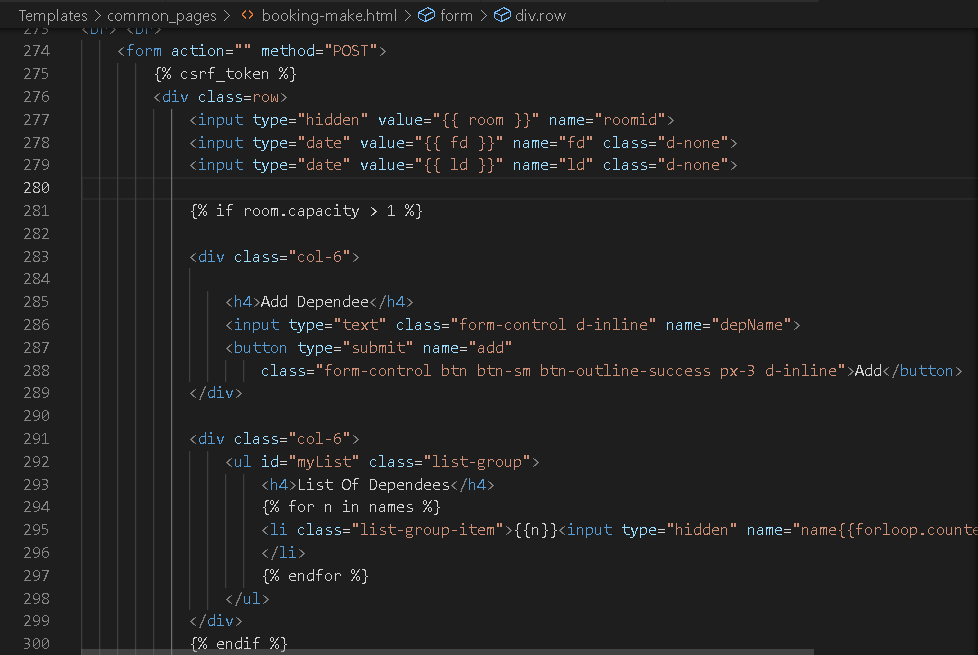 Templates > common_pages > <> booking-make.html > form > div.row
273 <br> <br>
274 <form action="" method="POST">
275 {% csrf_token %}
276 <div class=row>
277 <input type="hidden" value="{{ room }}" name="roomid">
278 <input type="date" value="{{ fd }}" name="fd" class="d-none">
279 <input type="date" value="{{ ld }}" name="ld" class="d-none">
280
281 {% if room.capacity > 1 %}
282
283 <div class="col-6">
284
285 <h4>Add Dependee</h4>
286 <input type="text" class="form-control d-inline" name="depName">
287 <button type="submit" name="add"
288 class="form-control btn btn-sm btn-outline-success px-3 d-inline">Add</button>
289 </div>
290
291 <div class="col-6">
292 <ul id="myList" class="list-group">
293 <h4>List Of Dependees</h4>
294 {% for n in names %}
295 <li class="list-group-item">{{n}}<input type="hidden" name="name{{forloop.counte
296 </li>
297 {% endfor %}
298 </ul>
299 </div>
300 {% endif %}